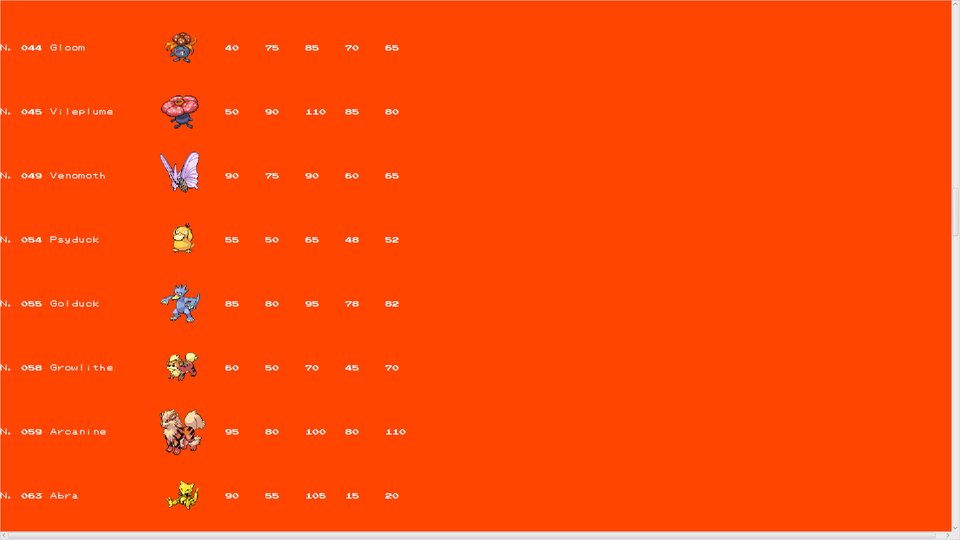 N. 044 Gloom 40 75 85 70 65
N. 045 Vileplume 50 90 110 85 80
N. 049 Venomoth 90 75 90 60 65
N. 054 Psyduck 55 50 65 48 52
N. 055 Golduck 85 80 95 78 82
N. 058 Growlithe 60 50 70 45 70
N. 059 Arcanine 95 80 100 80 110
N. 063 Abra 90 55 105 15 20